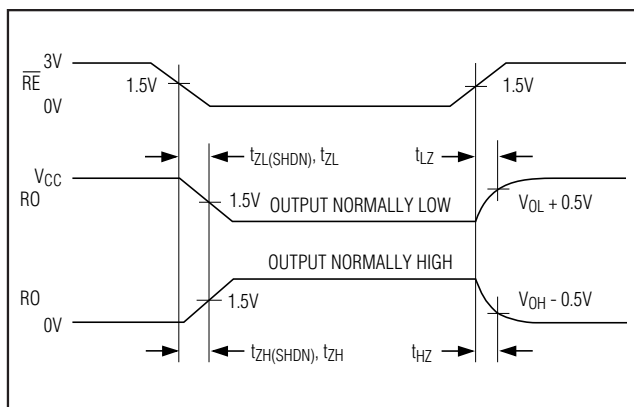 3V
R̅E̅
1.5V
1.5V
0V
tZL(SHDN), tZL
tLZ
VCC
RO
1.5V
OUTPUT NORMALLY LOW
VOL + 0.5V
OUTPUT NORMALLY HIGH
RO
1.5V
VOH - 0.5V
0V
tZH(SHDN), tZH
tHZ